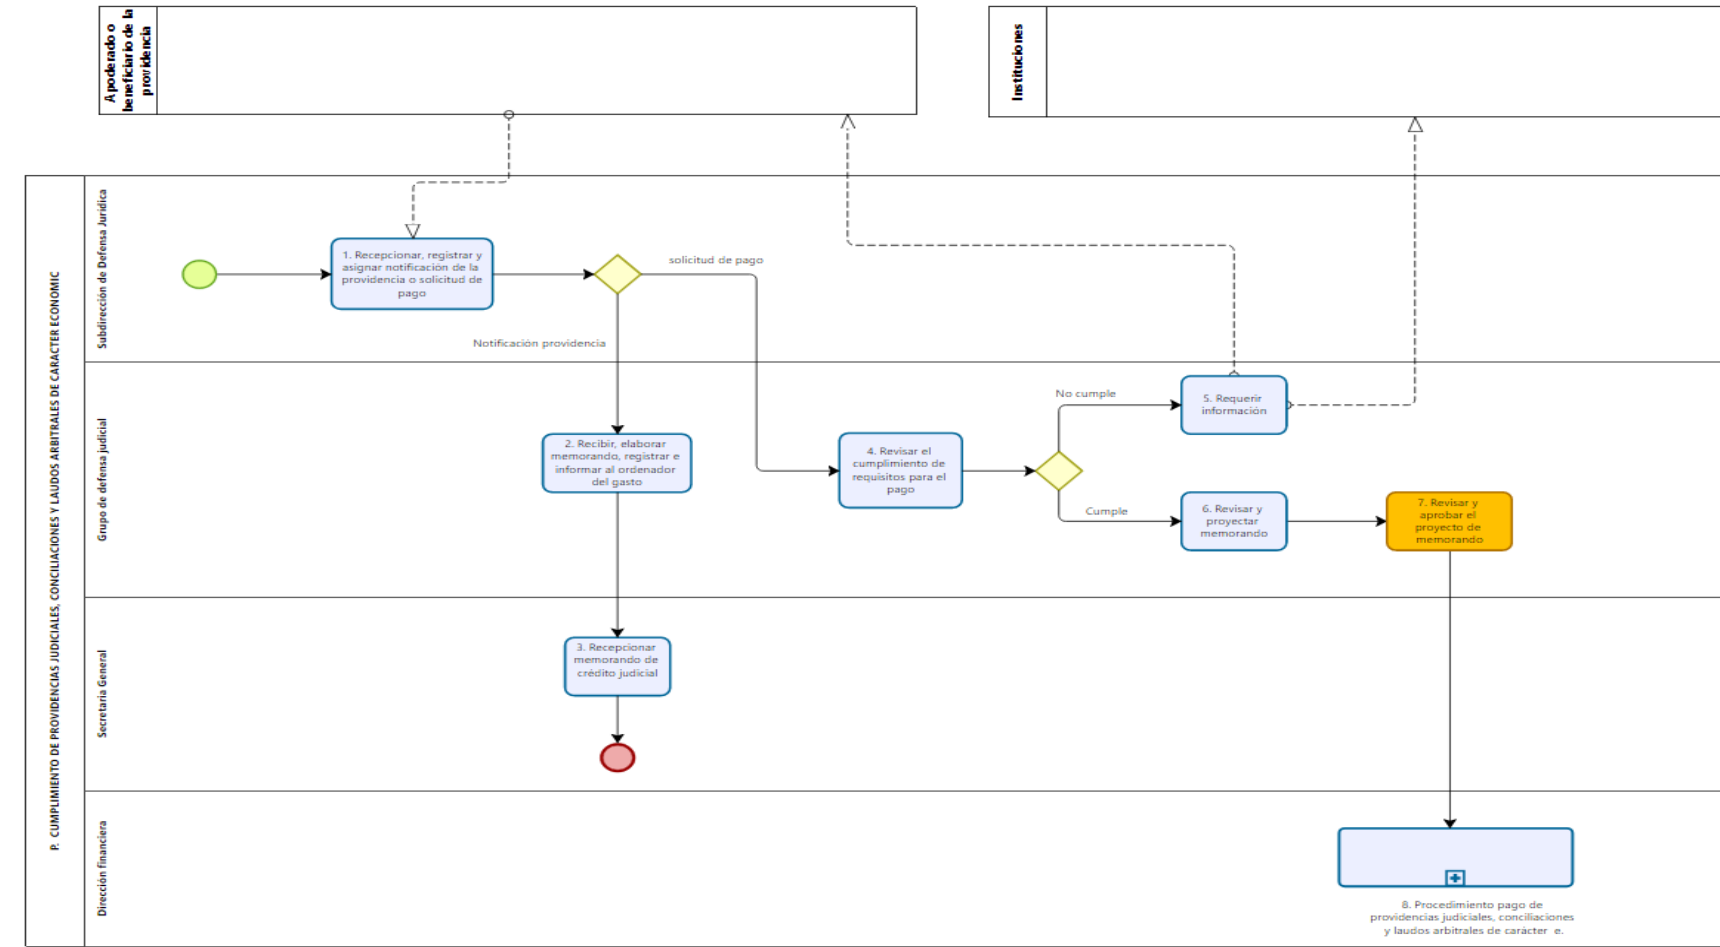 Apoderado o
beneficiario de la
providencia
Instituciones
P. CUMPLIMIENTO DE PROVIDENCIAS JUDICIALES, CONCILIACIONES Y LAUDOS ARBITRALES DE CARACTER ECONOMIC
Subdirección de Defensa Jurídica
1. Recepcionar, registrar y
asignar notificación de la
providencia o solicitud de
pago
solicitud de pago
Notificación providencia
Grupo de defensa judicial
2. Recibir, elaborar
memorando, registrar e
informar al ordenador
del gasto
4. Revisar el
cumplimiento de
requisitos para el
pago
No cumple
5. Requerir
información
Cumple
6. Revisar y
proyectar
memorando
7. Revisar y
aprobar el
proyecto de
memorando
Secretaria General
3. Recepcionar
memorando de
crédito judicial
Dirección financiera
8. Procedimiento pago de
providencias judiciales, conciliaciones
y laudos arbitrales de carácter e.